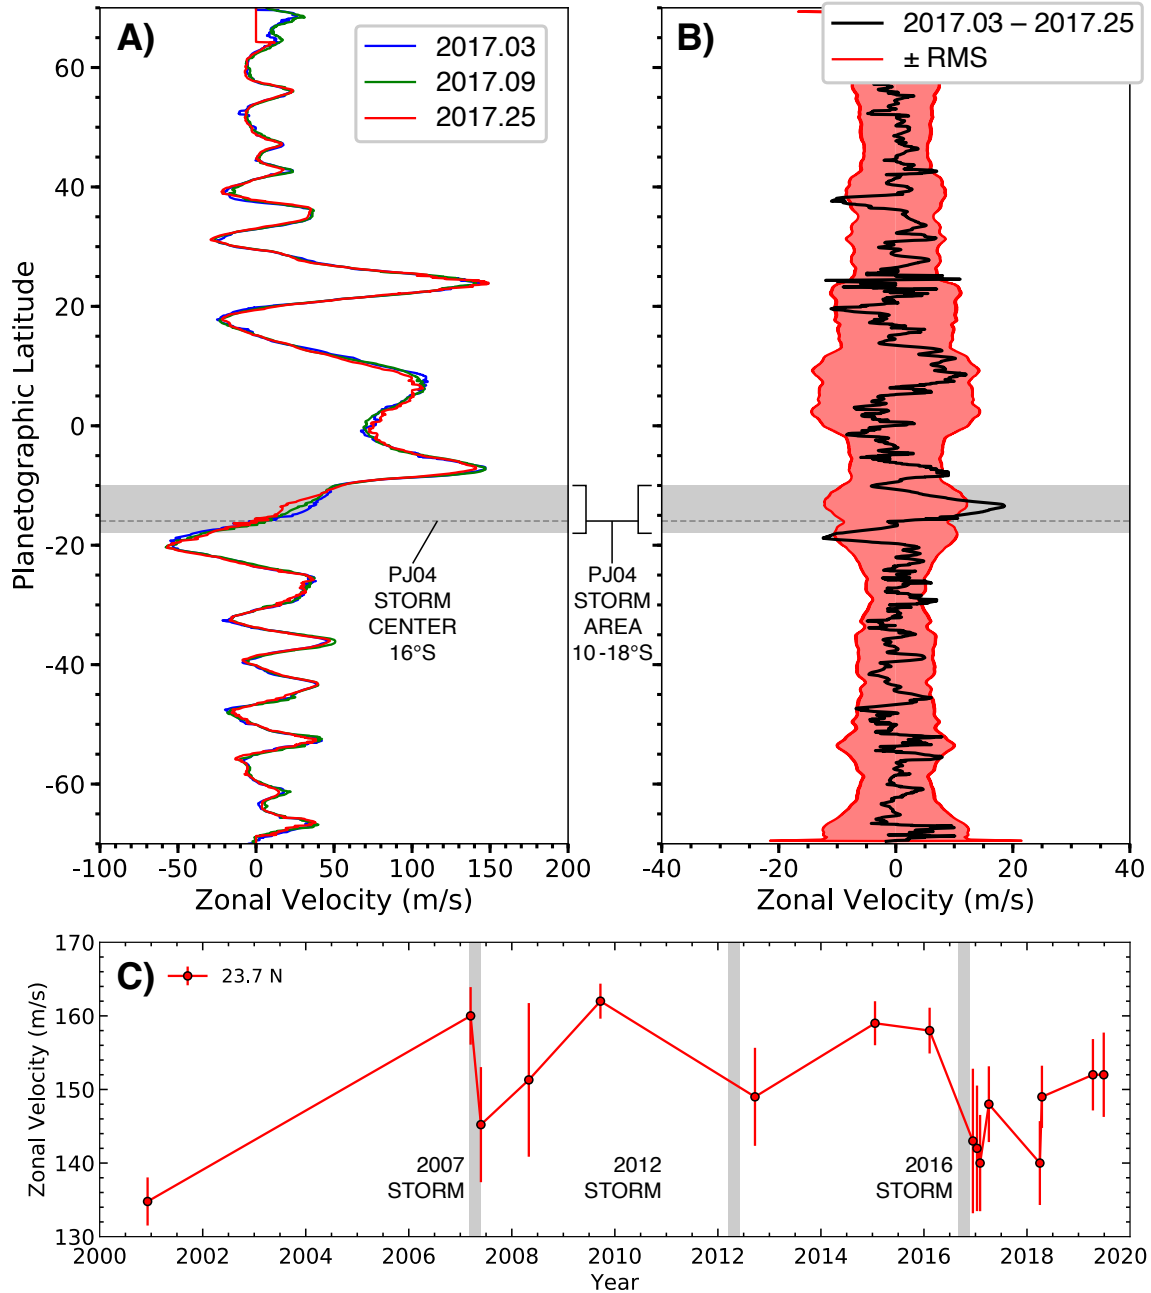 A)
2017.03
2017.09
2017.25
B)
2017.03 – 2017.25
± RMS
Planetographic Latitude
60
40
20
0
-20
-40
-60
PJ04
STORM
CENTER
16°S
PJ04
STORM
AREA
10-18°S
-100 -50 0 50 100 150 200
Zonal Velocity (m/s)
-40 -20 0 20 40
Zonal Velocity (m/s)
C)
23.7 N
Zonal Velocity (m/s)
170
160
150
140
130
2007
STORM
2012
STORM
2016
STORM
2000 2002 2004 2006 2008 2010 2012 2014 2016 2018 2020
Year